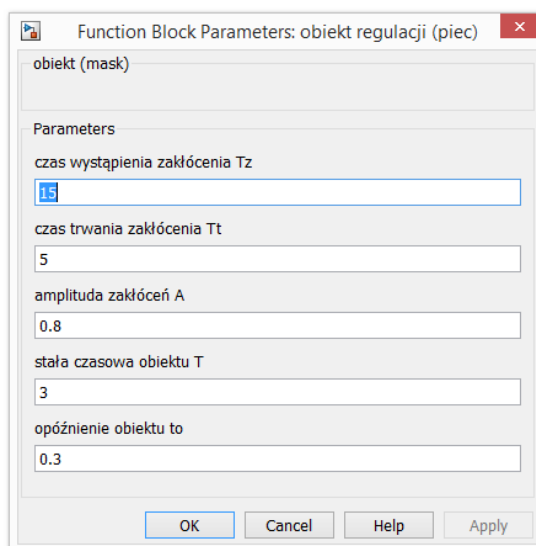 Function Block Parameters: obiekt regulacji (piec)
obiekt (mask)
Parameters
czas wystąpienia zakłócenia Tz
15
czas trwania zakłócenia Tt
5
amplituda zakłóceń A
0.8
stała czasowa obiektu T
3
opóźnienie obiektu to
0.3
OK Cancel Help Apply